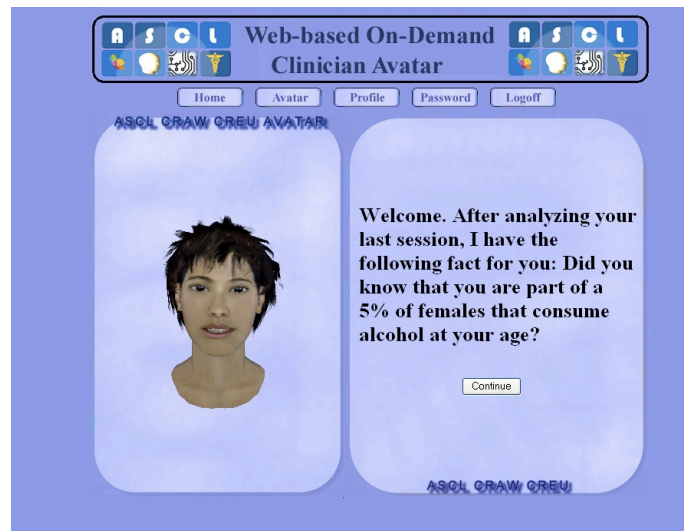 A S C L Web-based On-Demand A S C L
Clinician Avatar
Home Avatar Profile Password Logoff
ASCL CRAW CREU AVATAR
Welcome. After analyzing your
last session, I have the
following fact for you: Did you
know that you are part of a
5% of females that consume
alcohol at your age?
Continue
ASCL CRAW CREU